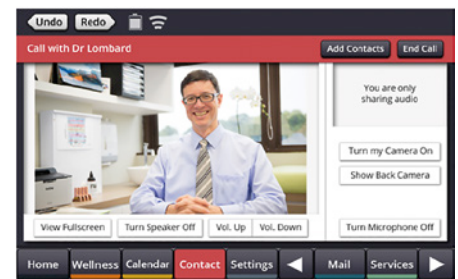 Undo Redo
Call with Dr Lombard Add Contacts End Call
You are only
sharing audio
Turn my Camera On
Show Back Camera
View Fullscreen Turn Speaker Off Vol. Up Vol. Down Turn Microphone Off
Home Wellness Calendar Contact Settings Mail Services